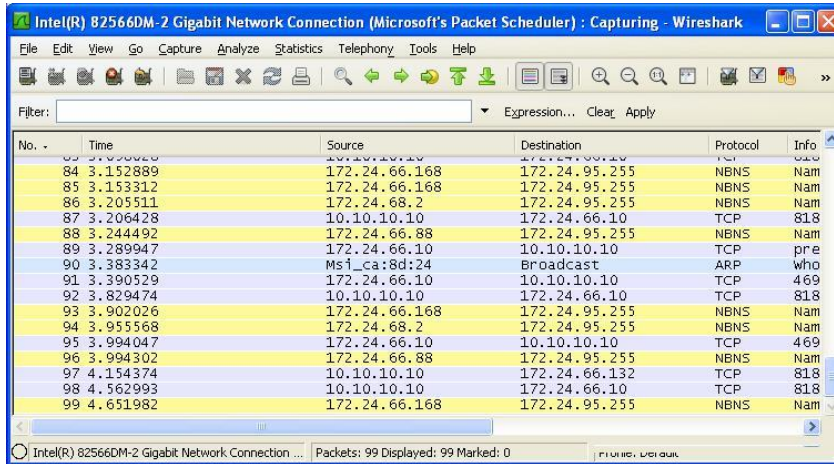 Intel(R) 82566DM-2 Gigabit Network Connection (Microsoft's Packet Scheduler) : Capturing - Wireshark
File Edit View Go Capture Analyze Statistics Telephony Tools Help
Filter: Expression... Clear Apply
No. Time Source Destination Protocol Info
84 3.152889 172.24.66.168 172.24.95.255 NBNS Nam
85 3.153312 172.24.66.168 172.24.95.255 NBNS Nam
86 3.205511 172.24.68.2 172.24.95.255 NBNS Nam
87 3.206428 10.10.10.10 172.24.66.10 TCP 818
88 3.244492 172.24.66.88 172.24.95.255 NBNS Nam
89 3.289947 172.24.66.10 10.10.10.10 TCP pre
90 3.383342 Msi_ca:8d:24 Broadcast ARP Who
91 3.390529 172.24.66.10 10.10.10.10 TCP 469
92 3.829474 10.10.10.10 172.24.66.10 TCP 818
93 3.902026 172.24.66.168 172.24.95.255 NBNS Nam
94 3.955568 172.24.68.2 172.24.95.255 NBNS Nam
95 3.994047 172.24.66.10 10.10.10.10 TCP 469
96 3.994302 172.24.66.88 172.24.95.255 NBNS Nam
97 4.154374 10.10.10.10 172.24.66.132 TCP 818
98 4.562993 10.10.10.10 172.24.66.10 TCP 818
99 4.651982 172.24.66.168 172.24.95.255 NBNS Nam
Intel(R) 82566DM-2 Gigabit Network Connection ... Packets: 99 Displayed: 99 Marked: 0 Profile: Default